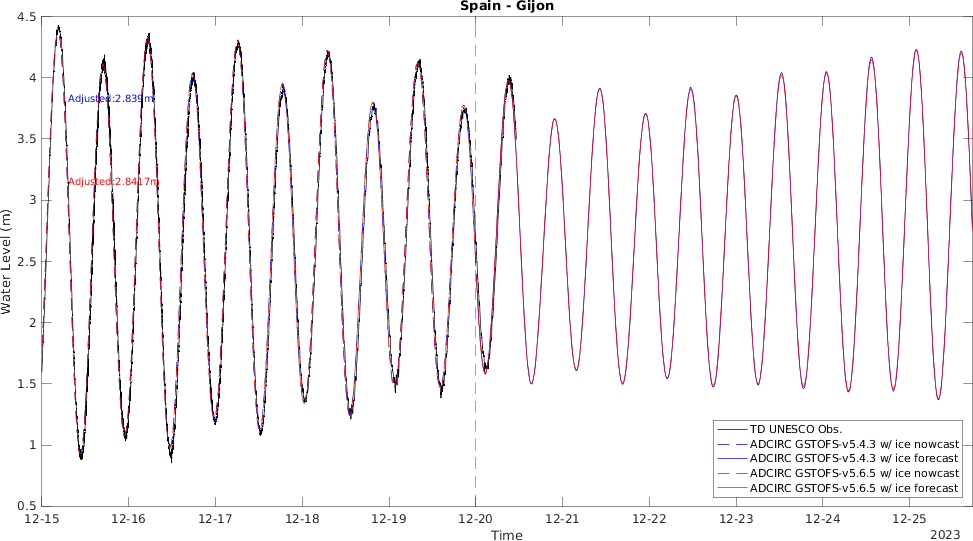 Spain - Gijon
4.5
4
3.5
3
2.5
2
1.5
1
0.5
Water Level (m)
Adjusted:2.839m
Adjusted:2.8417m
TD UNESCO Obs.
ADCIRC GSTOFS-v5.4.3 w/ ice nowcast
ADCIRC GSTOFS-v5.4.3 w/ ice forecast
ADCIRC GSTOFS-v5.6.5 w/ ice nowcast
ADCIRC GSTOFS-v5.6.5 w/ ice forecast
12-15 12-16 12-17 12-18 12-19 12-20 12-21 12-22 12-23 12-24 12-25
Time
2023